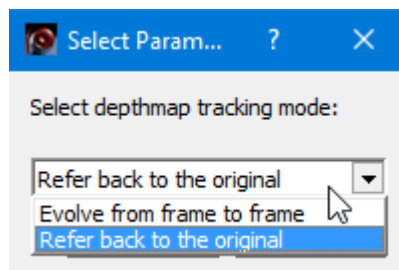 Select Param... ?
Select depthmap tracking mode:
Refer back to the original
Evolve from frame to frame
Refer back to the original